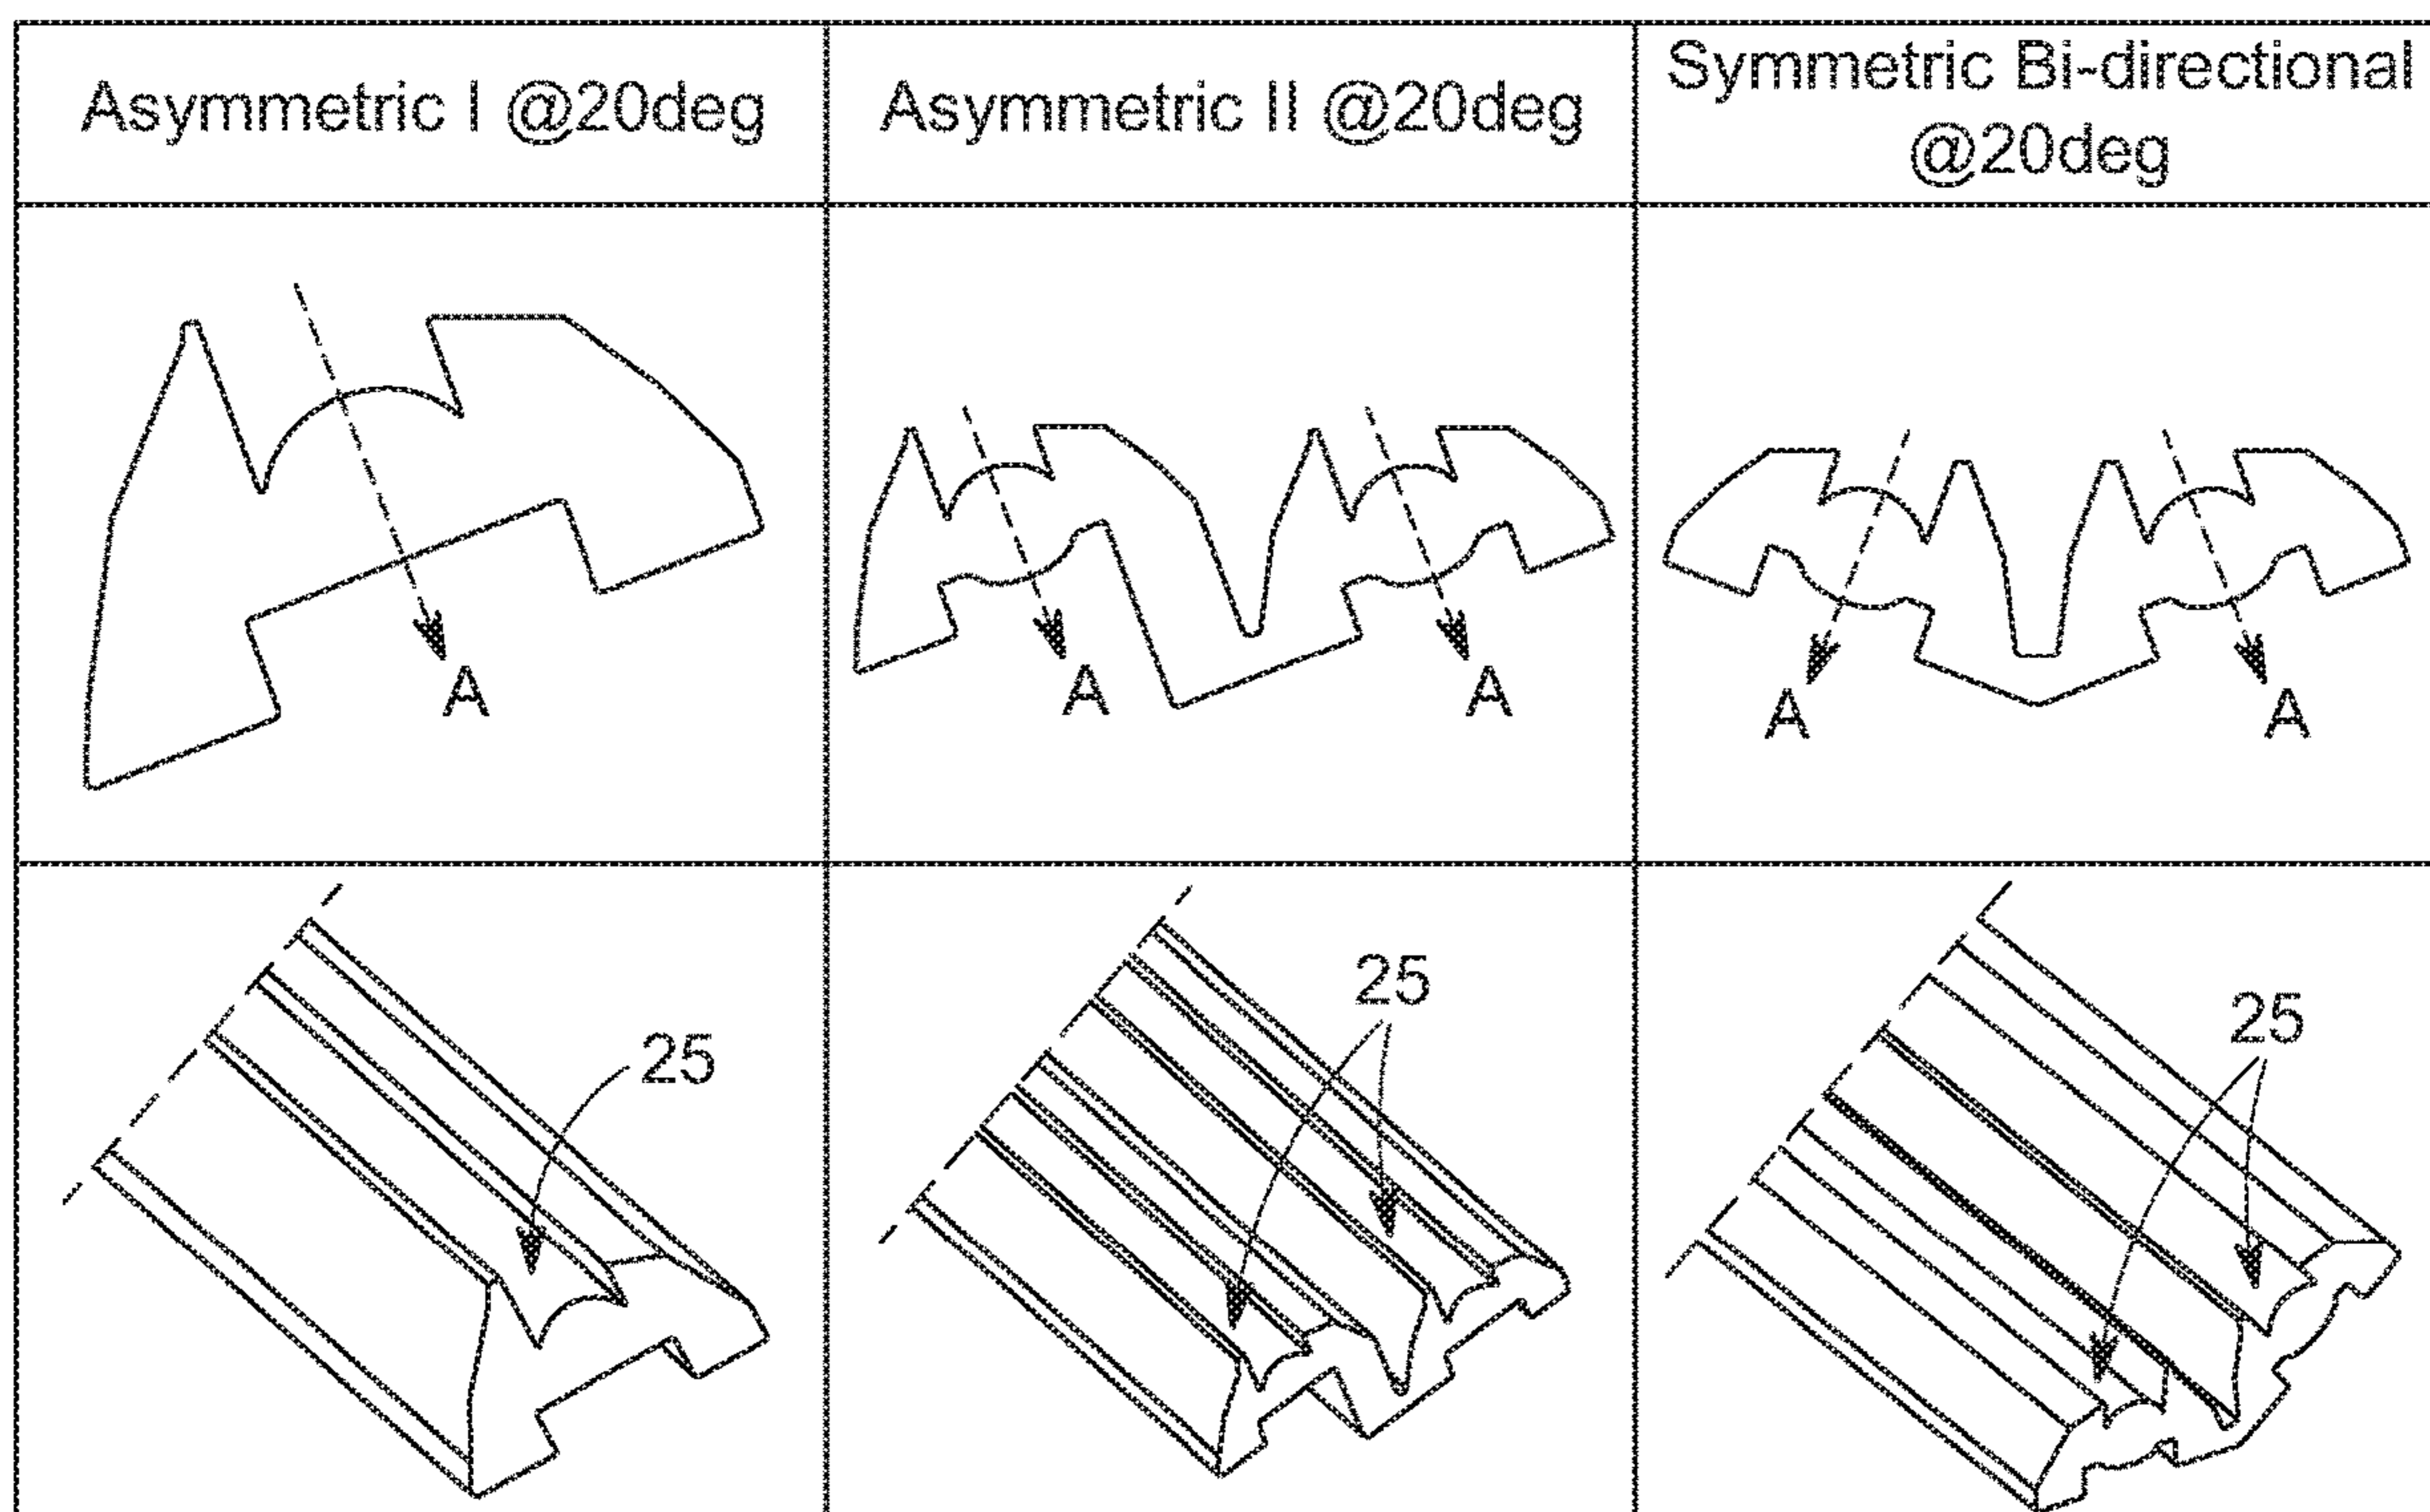 Asymmetric I @20deg
Asymmetric II @20deg
Symmetric Bi-directional
@20deg
A
A
A
A
A
25
25
25